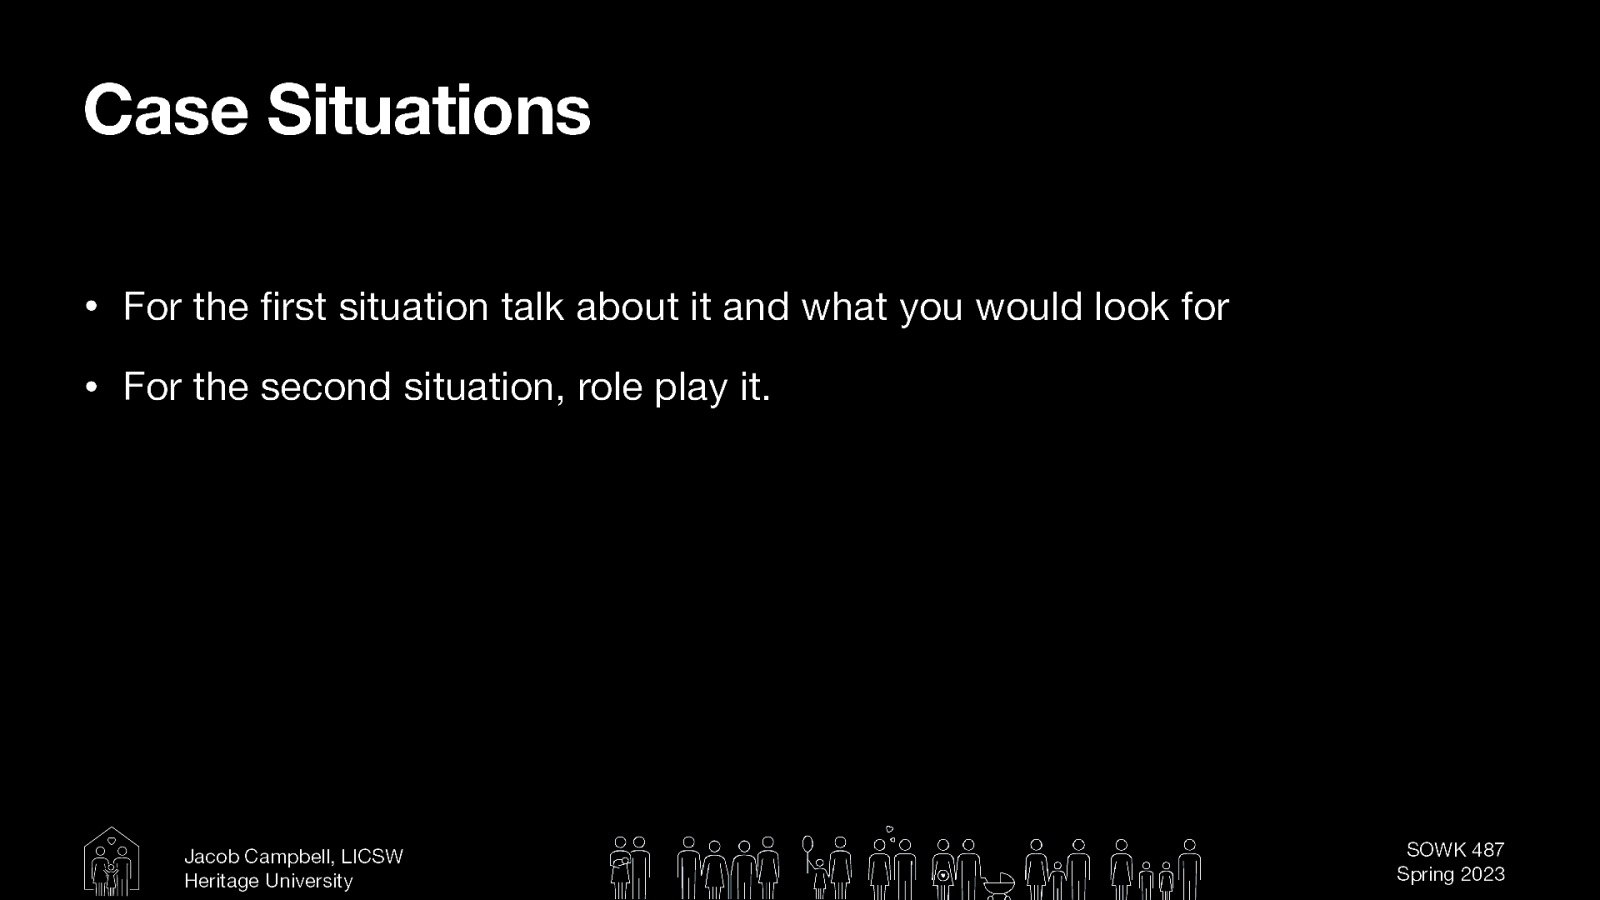 Case Situations
• For the first situation talk about it and what you would look for
• For the second situation, role play it.
Jacob Campbell, LICSW
Heritage University
SOWK 487
Spring 2023